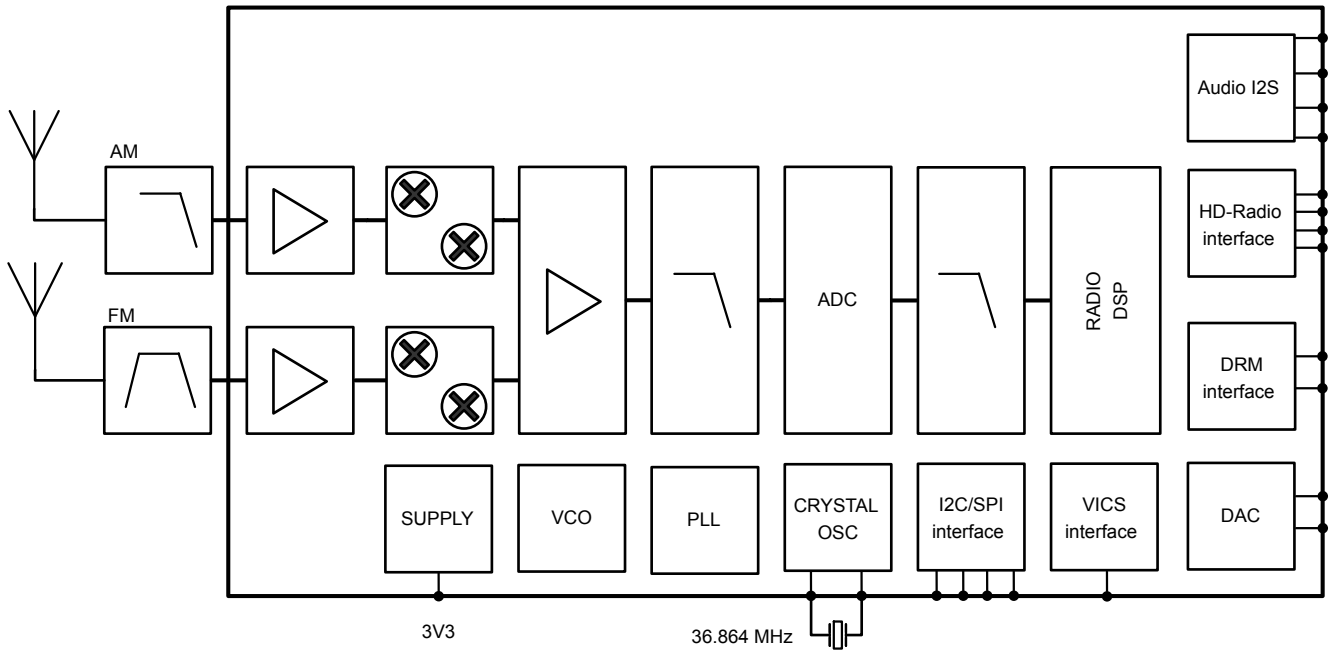 Audio I2S
AM
HD-Radio
interface
ADC
RADIO
DSP
FM
DRM
interface
SUPPLY
VCO
PLL
CRYSTAL
OSC
I2C/SPI
interface
VICS
interface
DAC
3V3
36.864 MHz